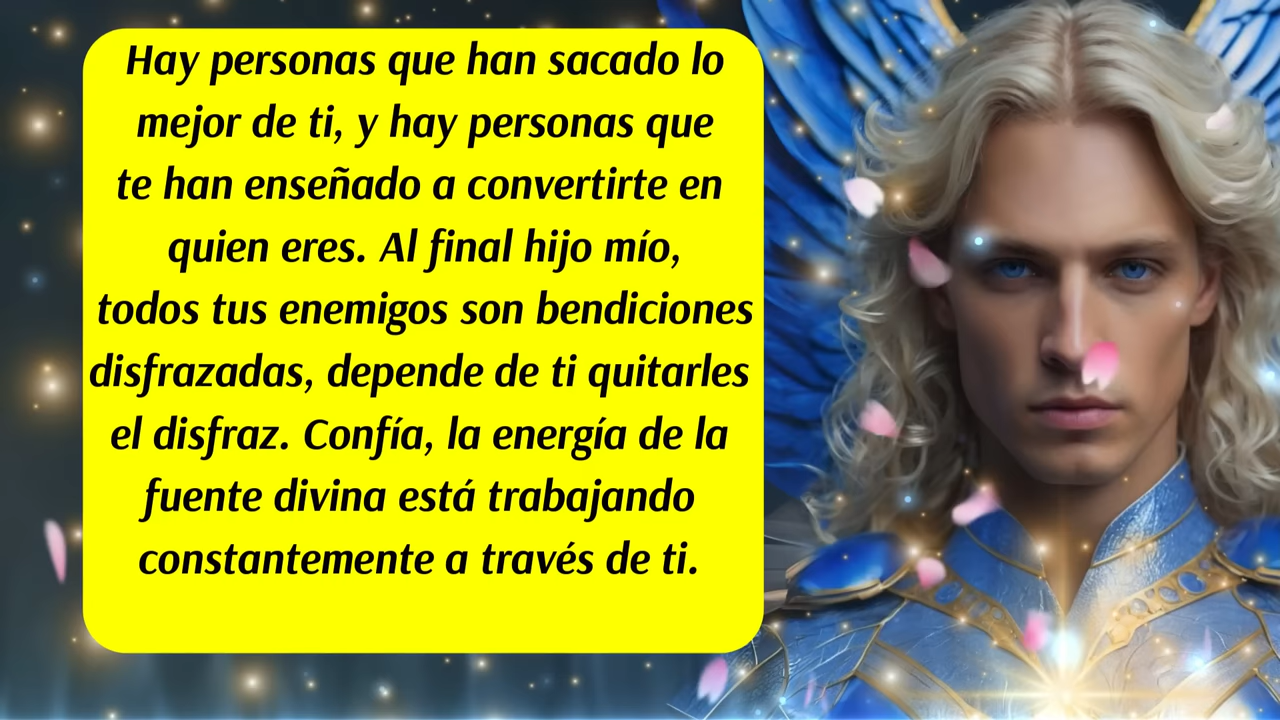 Hay personas que han sacado lo
mejor de ti, y hay personas que
te han enseñado a convertirte en
quien eres. Al final hijo mío,
todos tus enemigos son bendiciones
disfrazadas, depende de ti quitarles
el disfraz. Confía, la energía de la
fuente divina está trabajando
constantemente a través de ti.